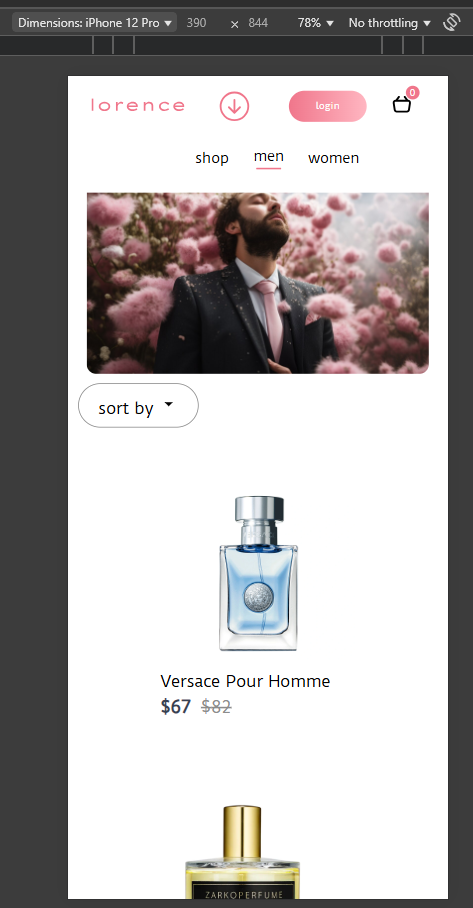 Dimensions: iPhone 12 Pro ▼ 390 × 844 78% ▼ No throttling ▼
lorence login 0
shop men women
sort by
Versace Pour Homme
$67 $82
ZARKOPERFUME